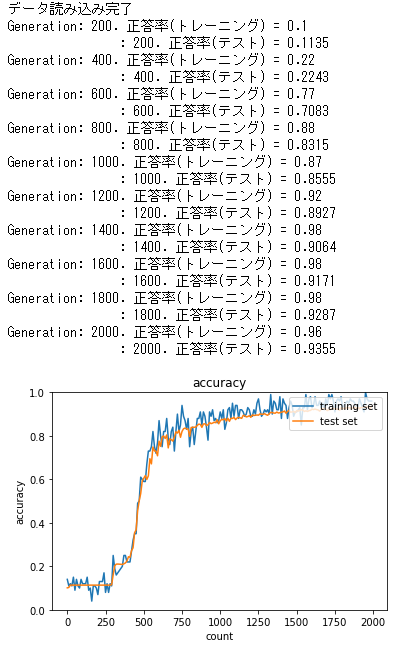 データ読み込み完了
Generation: 200. 正答率(トレーニング) = 0.1
: 200. 正答率(テスト) = 0.1135
Generation: 400. 正答率(トレーニング) = 0.22
: 400. 正答率(テスト) = 0.2243
Generation: 600. 正答率(トレーニング) = 0.77
: 600. 正答率(テスト) = 0.7083
Generation: 800. 正答率(トレーニング) = 0.88
: 800. 正答率(テスト) = 0.8315
Generation: 1000. 正答率(トレーニング) = 0.87
: 1000. 正答率(テスト) = 0.8555
Generation: 1200. 正答率(トレーニング) = 0.92
: 1200. 正答率(テスト) = 0.8927
Generation: 1400. 正答率(トレーニング) = 0.98
: 1400. 正答率(テスト) = 0.9064
Generation: 1600. 正答率(トレーニング) = 0.98
: 1600. 正答率(テスト) = 0.9171
Generation: 1800. 正答率(トレーニング) = 0.98
: 1800. 正答率(テスト) = 0.9287
Generation: 2000. 正答率(トレーニング) = 0.96
: 2000. 正答率(テスト) = 0.9355
accuracy
training set
test set
accuracy
1.0
0.8
0.6
0.4
0.2
0.0
0 250 500 750 1000 1250 1500 1750 2000
count